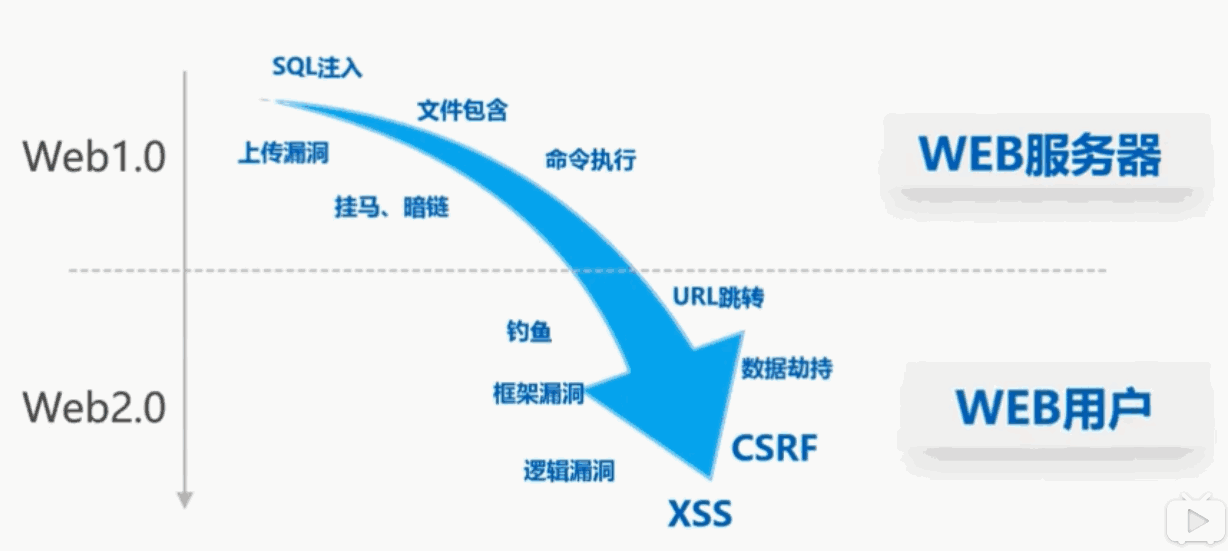 SQL注入
文件包含
Web1.0
上传漏洞
命令执行
WEB服务器
挂马、暗链
URL跳转
钓鱼
数据劫持
框架漏洞
Web2.0
WEB用户
CSRF
逻辑漏洞
XSS